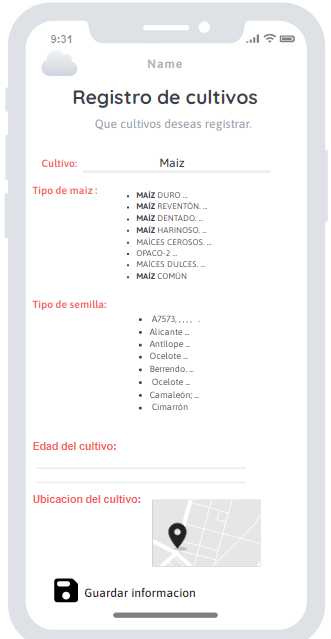 9:31
Name
Registro de cultivos
Que cultivos deseas registrar.
Cultivo: Maiz
Tipo de maiz :
• MAÍZ DURO ...
• MAÍZ REVENTÓN. ...
• MAÍZ DENTADO. ...
• MAÍZ HARINOSO. ...
• MAÍCES CEROSOS. ...
• OPACO-2 ...
• MAÍCES DULCES. ...
• MAÍZ COMÚN
Tipo de semilla:
• A7573, , , , .
• Alicante ...
• Antílope ...
• Ocelote ...
• Berrendo. ...
• Ocelote ...
• Camaleón; ...
• Cimarrón
Edad del cultivo:
Ubicacion del cultivo:
Guardar informacion